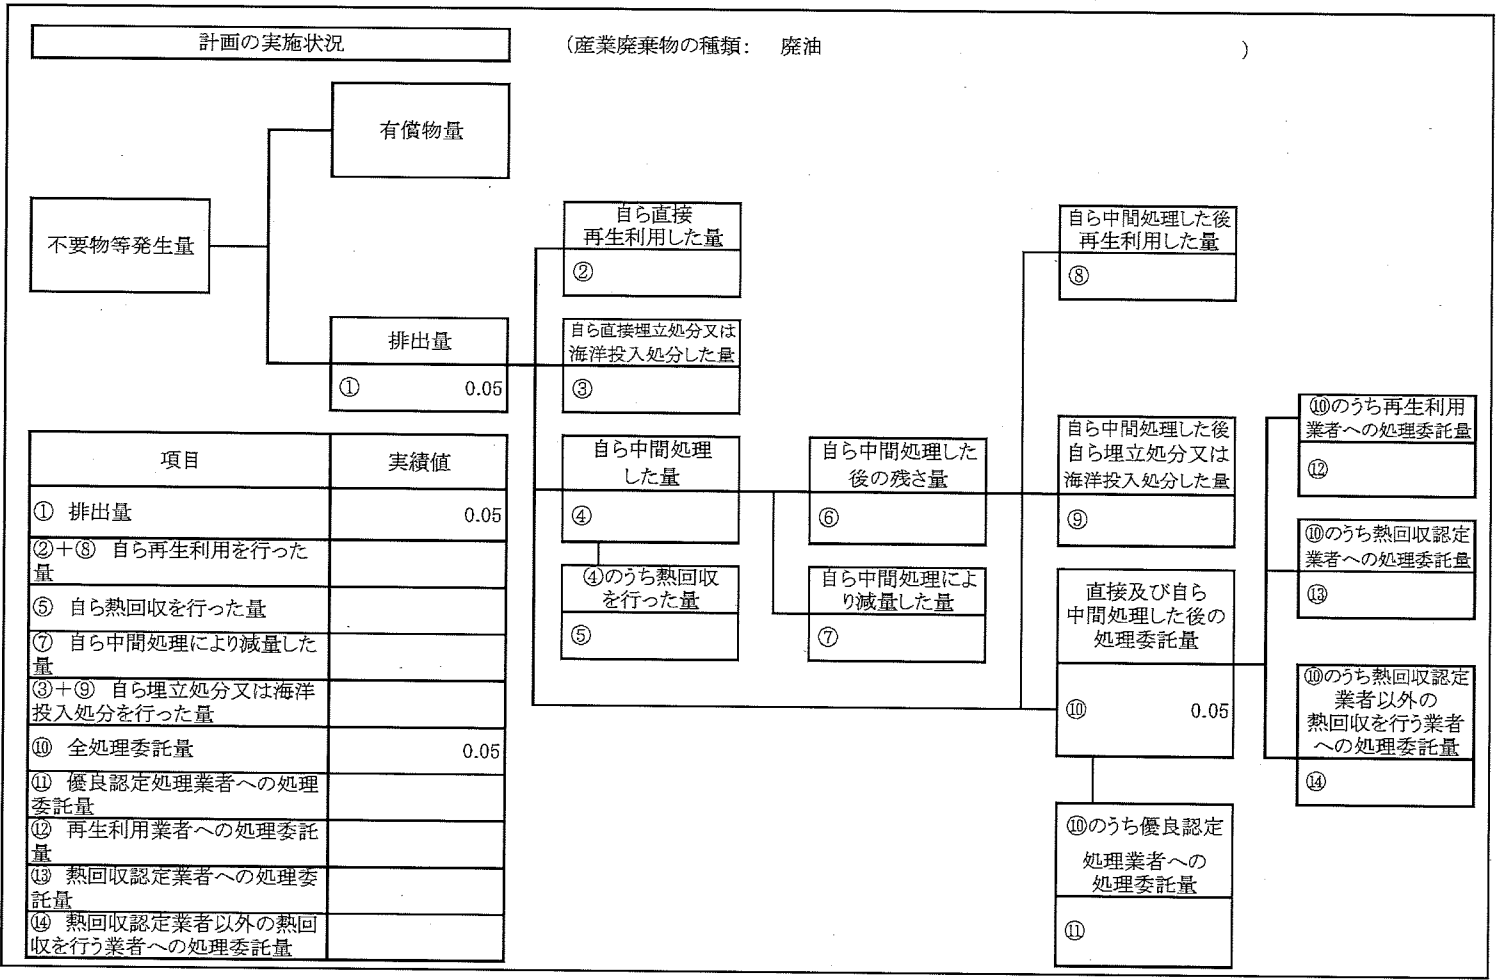 計画の実施状況
（産業廃棄物の種類： 廃油 ）
有償物量
不要物等発生量
排出量
① 0.05
自ら直接
再生利用した量
②
自ら直接埋立処分又は
海洋投入処分した量
③
自ら中間処理
した量
④
④のうち熱回収
を行った量
⑤
自ら中間処理した
後の残さ量
⑥
自ら中間処理によ
り減量した量
⑦
自ら中間処理した後
再生利用した量
⑧
自ら中間処理した後
自ら埋立処分又は
海洋投入処分した量
⑨
直接及び自ら
中間処理した後の
処理委託量
⑩ 0.05
⑩のうち優良認定
処理業者への
処理委託量
⑪
⑩のうち再生利用
業者への処理委託量
⑫
⑩のうち熱回収認定
業者への処理委託量
⑬
⑩のうち熱回収認定
業者以外の
熱回収を行う業者
への処理委託量
⑭
項目 実績値
① 排出量 0.05
②＋⑧ 自ら再生利用を行った
量
⑤ 自ら熱回収を行った量
⑦ 自ら中間処理により減量した
量
③＋⑨ 自ら埋立処分又は海洋
投入処分を行った量
⑩ 全処理委託量 0.05
⑪ 優良認定処理業者への処理
委託量
⑫ 再生利用業者への処理委託
量
⑬ 熱回収認定業者への処理委
託量
⑭ 熱回収認定業者以外の熱回
収を行う業者への処理委託量